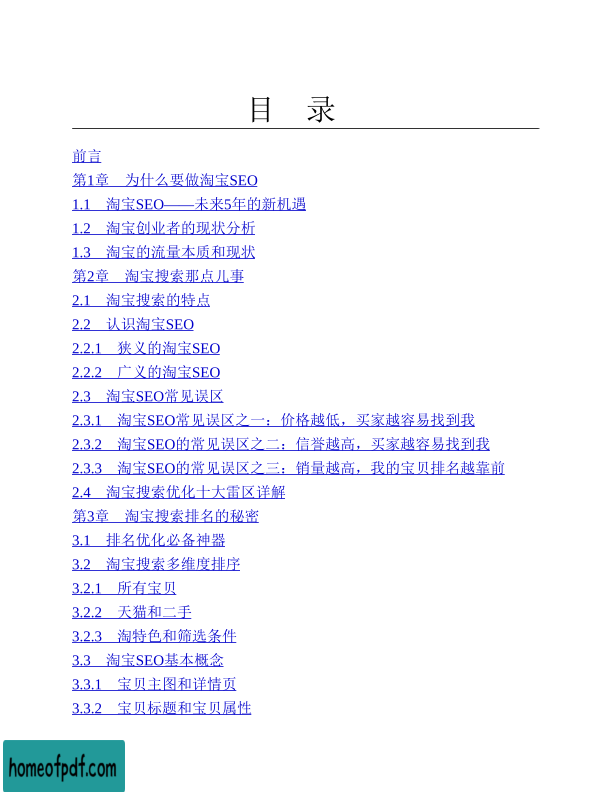 目 录
前言
第1章 为什么要做淘宝SEO
1.1 淘宝SEO——未来5年的新机遇
1.2 淘宝创业者的现状分析
1.3 淘宝的流量本质和现状
第2章 淘宝搜索那点儿事
2.1 淘宝搜索的特点
2.2 认识淘宝SEO
2.2.1 狭义的淘宝SEO
2.2.2 广义的淘宝SEO
2.3 淘宝SEO常见误区
2.3.1 淘宝SEO常见误区之一：价格越低，买家越容易找到我
2.3.2 淘宝SEO的常见误区之二：信誉越高，买家越容易找到我
2.3.3 淘宝SEO的常见误区之三：销量越高，我的宝贝排名越靠前
2.4 淘宝搜索优化十大雷区详解
第3章 淘宝搜索排名的秘密
3.1 排名优化必备神器
3.2 淘宝搜索多维度排序
3.2.1 所有宝贝
3.2.2 天猫和二手
3.2.3 淘特色和筛选条件
3.3 淘宝SEO基本概念
3.3.1 宝贝主图和详情页
3.3.2 宝贝标题和宝贝属性
homeofpdf.com